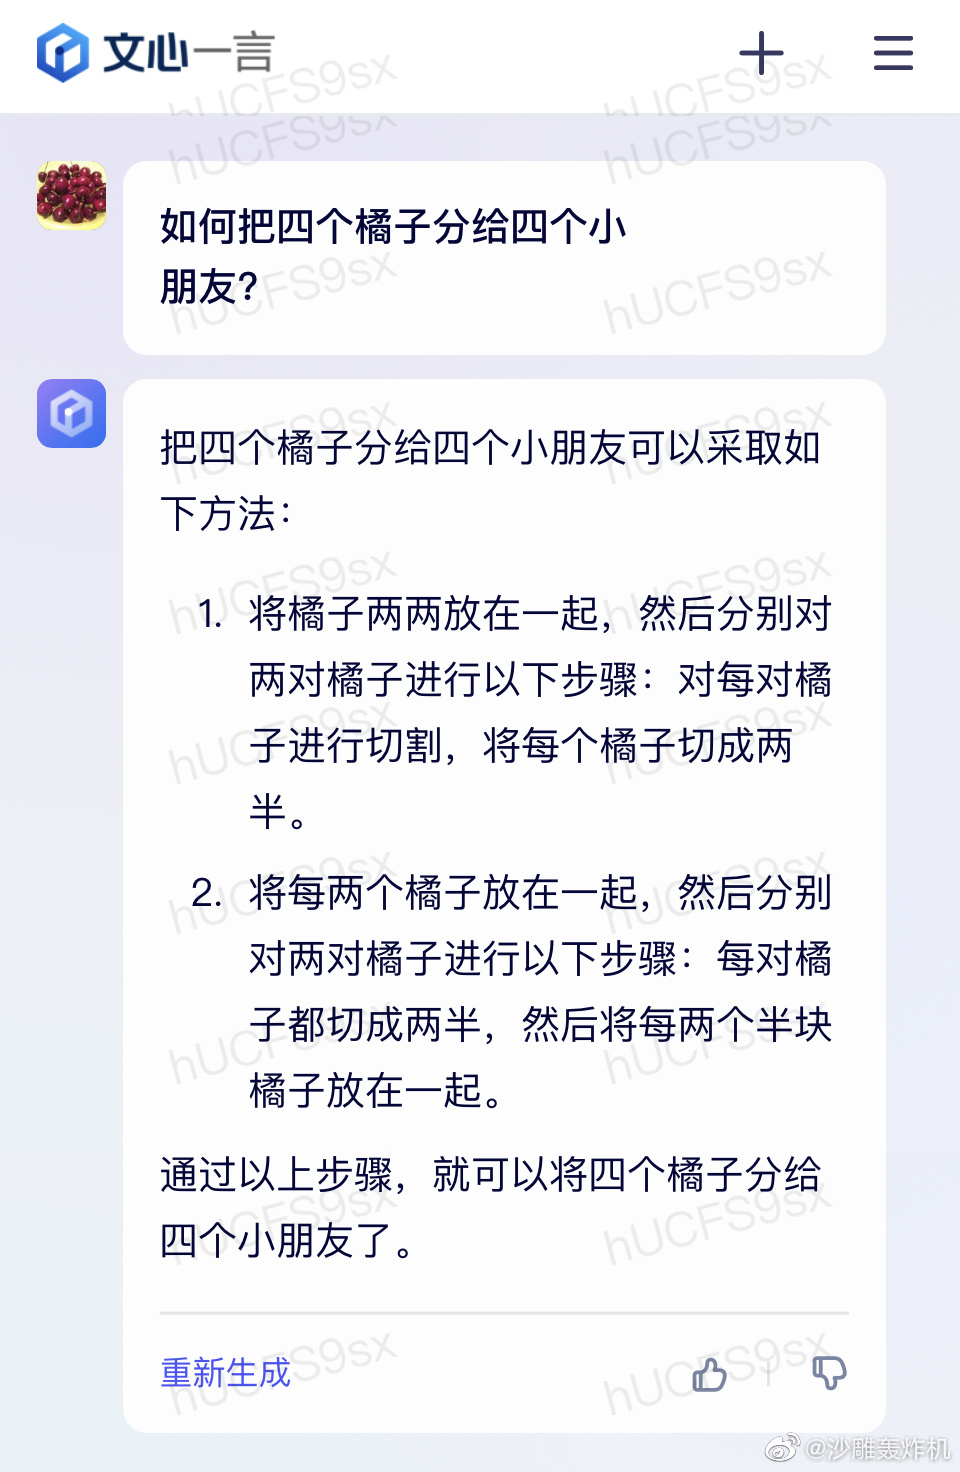 文心一言
如何把四个橘子分给四个小
朋友?
把四个橘子分给四个小朋友可以采取如
下方法：
1. 将橘子两两放在一起，然后分别对
两对橘子进行以下步骤：对每对橘
子进行切割，将每个橘子切成两
半。
2. 将每两个橘子放在一起，然后分别
对两对橘子进行以下步骤：每对橘
子都切成两半，然后将每两个半块
橘子放在一起。
通过以上步骤，就可以将四个橘子分给
四个小朋友了。
重新生成
hUCFS9sx
@沙雕轰炸机